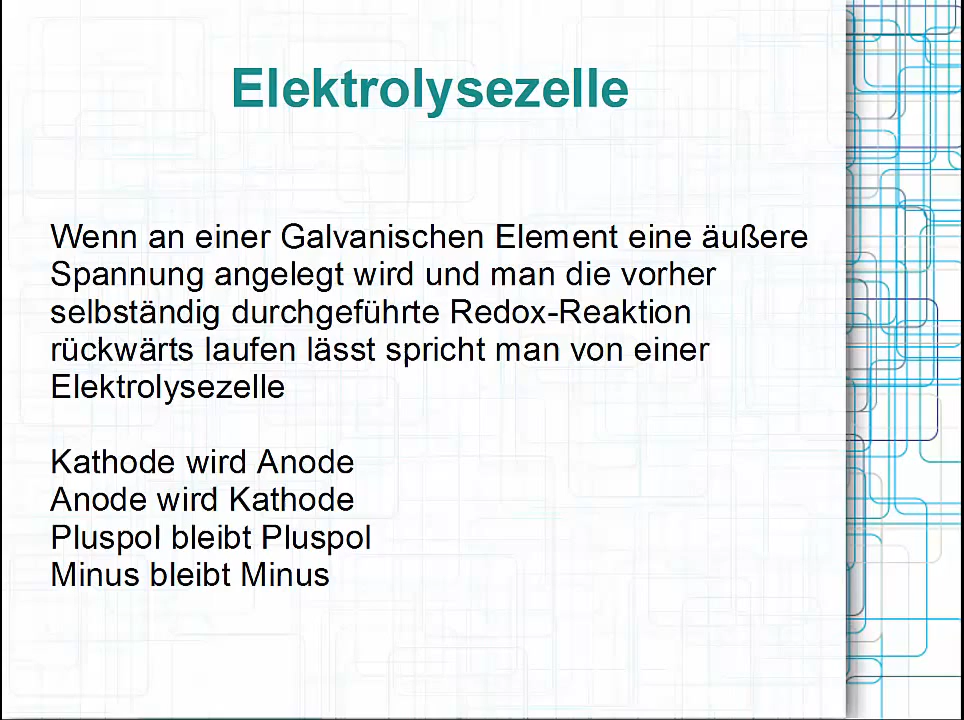 Elektrolysezelle
Wenn an einer Galvanischen Element eine äußere
Spannung angelegt wird und man die vorher
selbständig durchgeführte Redox-Reaktion
rückwärts laufen lässt spricht man von einer
Elektrolysezelle
Kathode wird Anode
Anode wird Kathode
Pluspol bleibt Pluspol
Minus bleibt Minus